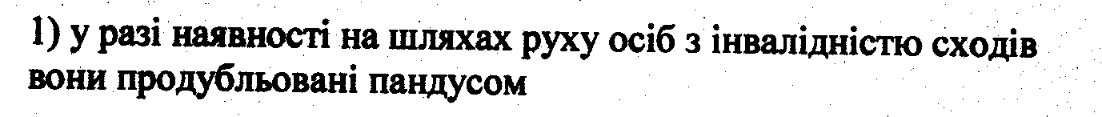 1) у разі наявності на шляхах руху осіб з інвалідністю сходів
вони продубльовані пандусом